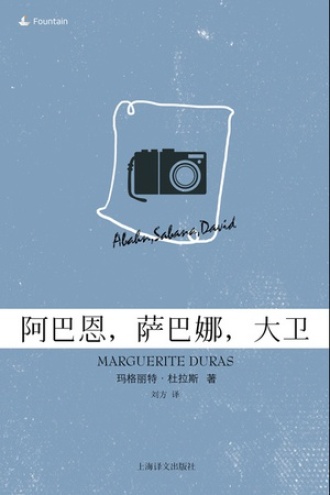 Fountain
Abahn, Sabana, David
阿巴恩，萨巴娜，大卫
MARGUERITE DURAS
玛格丽特·杜拉斯 著
刘方 译
上海译文出版社